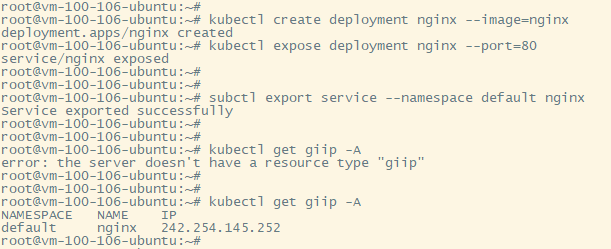 root@vm-100-106-ubuntu:~#
root@vm-100-106-ubuntu:~# kubectl create deployment nginx --image=nginx
deployment.apps/nginx created
root@vm-100-106-ubuntu:~# kubectl expose deployment nginx --port=80
service/nginx exposed
root@vm-100-106-ubuntu:~#
root@vm-100-106-ubuntu:~#
root@vm-100-106-ubuntu:~# subctl export service --namespace default nginx
Service exported successfully
root@vm-100-106-ubuntu:~#
root@vm-100-106-ubuntu:~#
root@vm-100-106-ubuntu:~# kubectl get giip -A
error: the server doesn't have a resource type "giip"
root@vm-100-106-ubuntu:~#
root@vm-100-106-ubuntu:~#
root@vm-100-106-ubuntu:~# kubectl get giip -A
NAMESPACE   NAME    IP
default     nginx   242.254.145.252
root@vm-100-106-ubuntu:~#